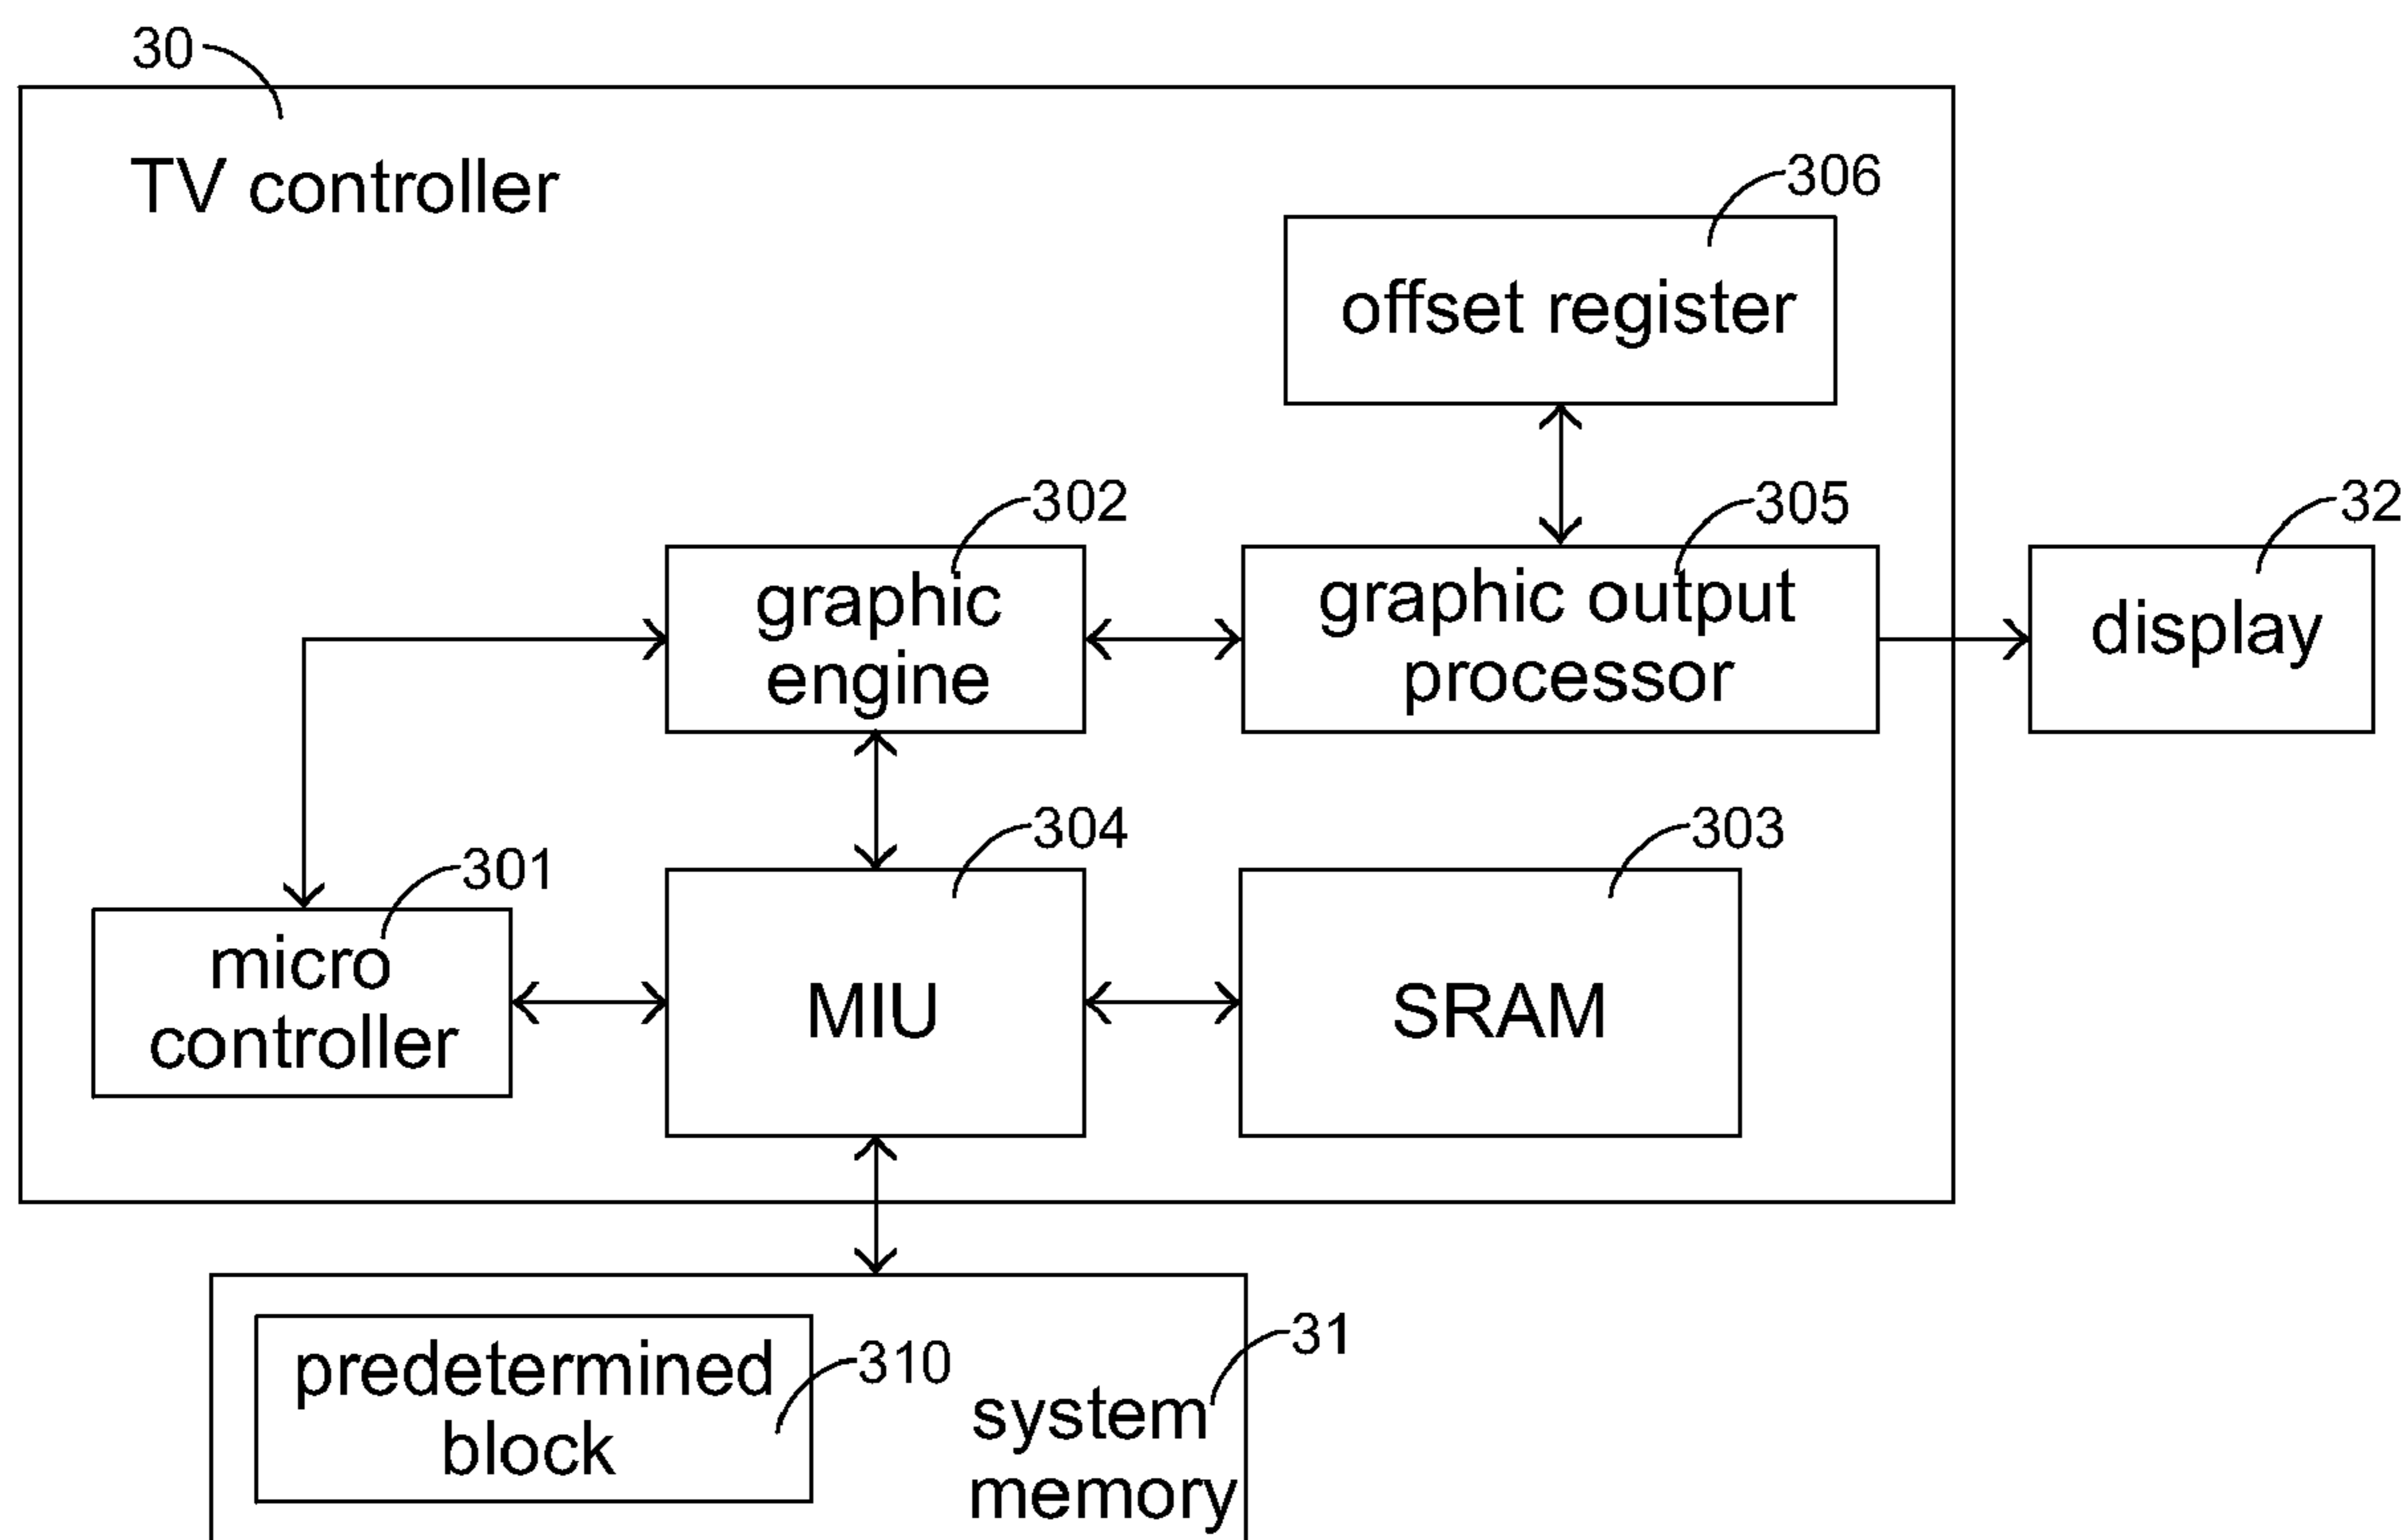 30
TV controller
306
offset register
302
305
32
graphic
engine
graphic output
processor
display
304
303
301
micro
controller
MIU
SRAM
31
310
predetermined
block
system
memory